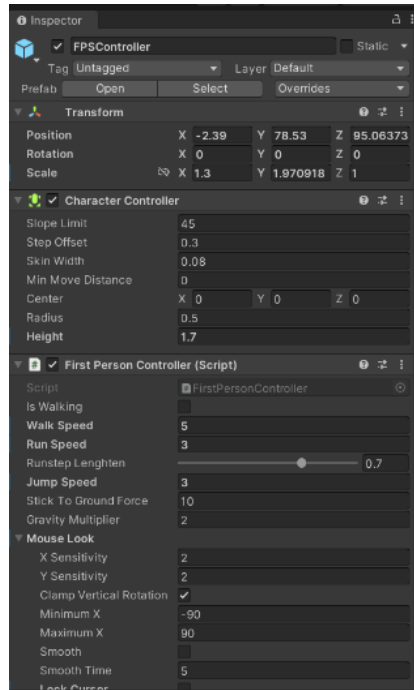 Inspector
FPSController Static
Tag Untagged Layer Default
Prefab Open Select Overrides
Transform
Position X -2.39 Y 78.53 Z 95.06373
Rotation X 0 Y 0 Z 0
Scale X 1.3 Y 1.970918 Z 1
Character Controller
Slope Limit 45
Step Offset 0.3
Skin Width 0.08
Min Move Distance 0
Center X 0 Y 0 Z 0
Radius 0.5
Height 1.7
First Person Controller (Script)
Script FirstPersonController
Is Walking
Walk Speed 5
Run Speed 3
Runstep Lenghten 0.7
Jump Speed 3
Stick To Ground Force 10
Gravity Multiplier 2
Mouse Look
X Sensitivity 2
Y Sensitivity 2
Clamp Vertical Rotation
Minimum X -90
Maximum X 90
Smooth
Smooth Time 5
Lock Cursor